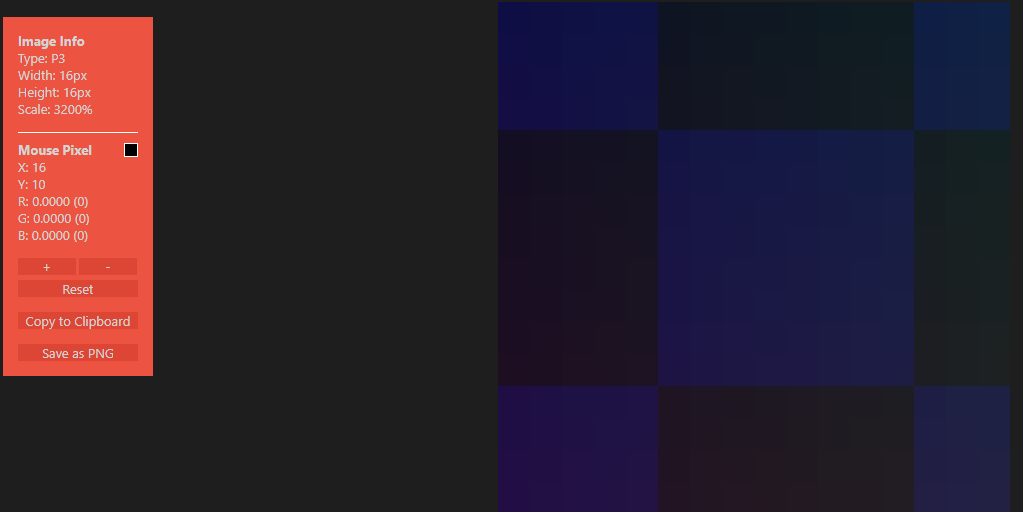 Image Info
Type: P3
Width: 16px
Height: 16px
Scale: 3200%
Mouse Pixel
X: 16
Y: 10
R: 0.0000 (0)
G: 0.0000 (0)
B: 0.0000 (0)
+ -
Reset
Copy to Clipboard
Save as PNG